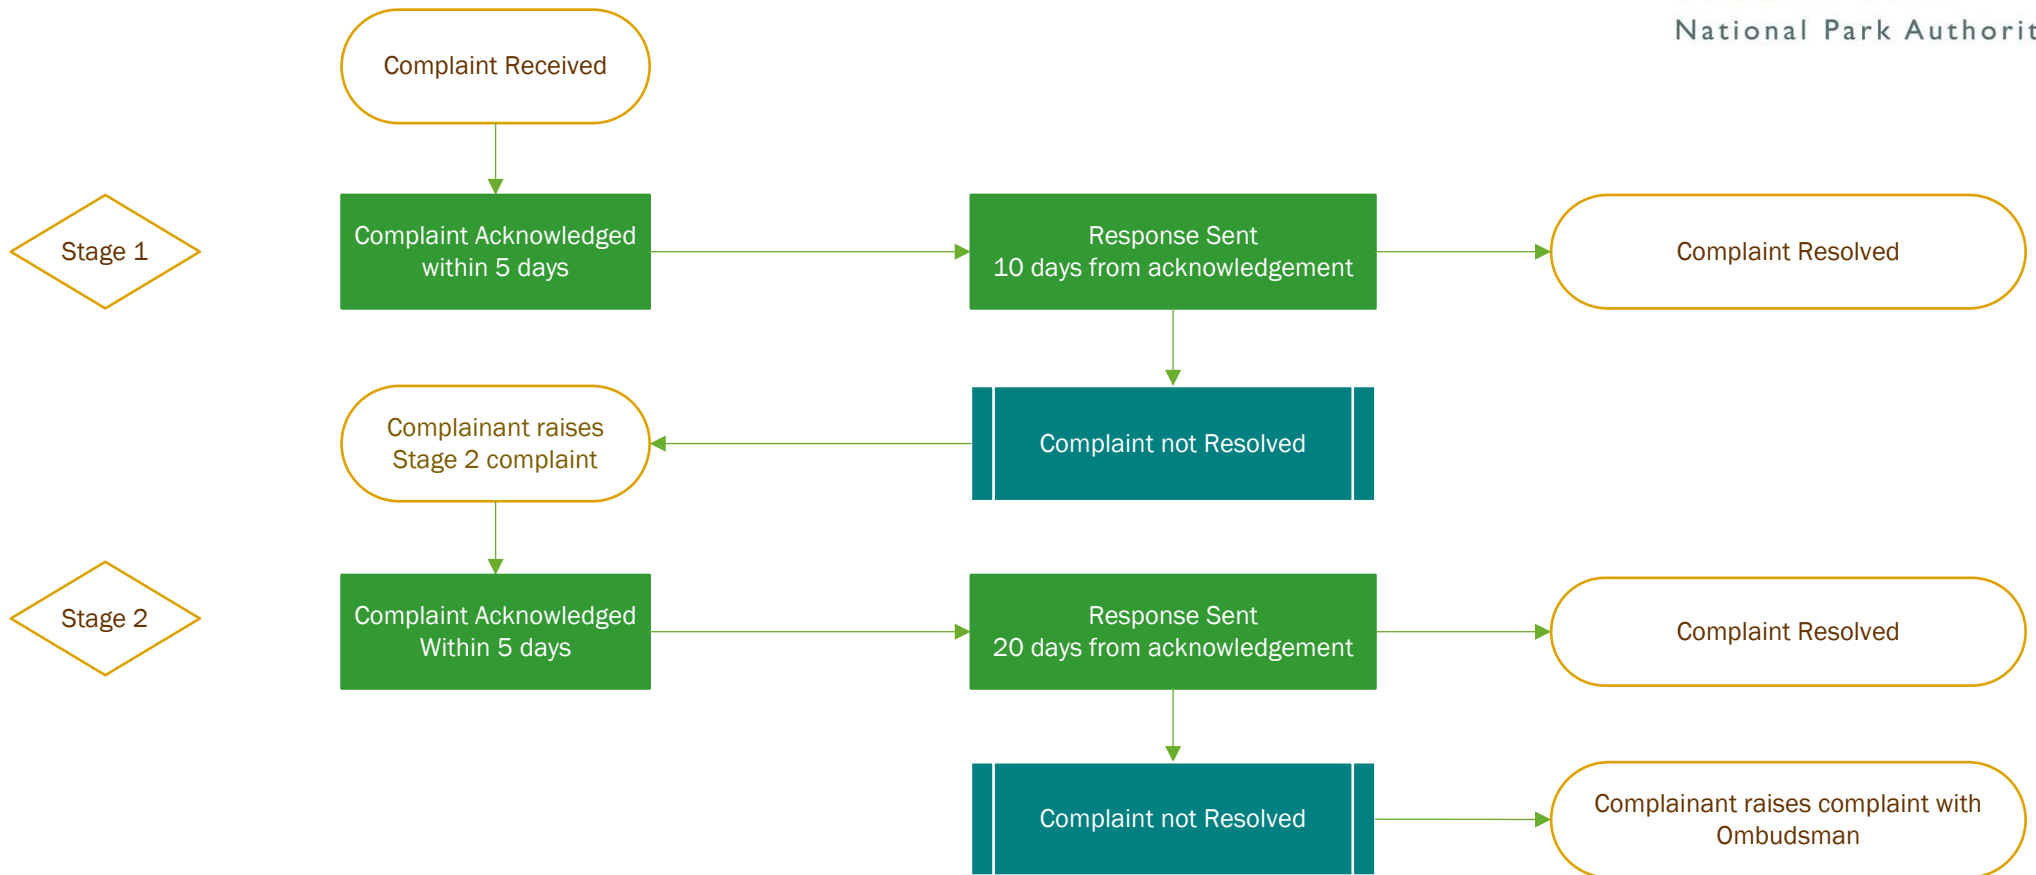 National Park Authorit
Complaint Received
Stage 1
Complaint Acknowledged
within 5 days
Response Sent
10 days from acknowledgement
Complaint Resolved
Complainant raises
Stage 2 complaint
Complaint not Resolved
Stage 2
Complaint Acknowledged
Within 5 days
Response Sent
20 days from acknowledgement
Complaint Resolved
Complaint not Resolved
Complainant raises complaint with
Ombudsman